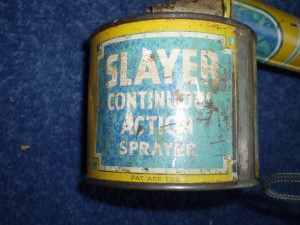 SLAYER
CONTINUOUS
ACTION
SPRAYER
PAT. APP. FOR